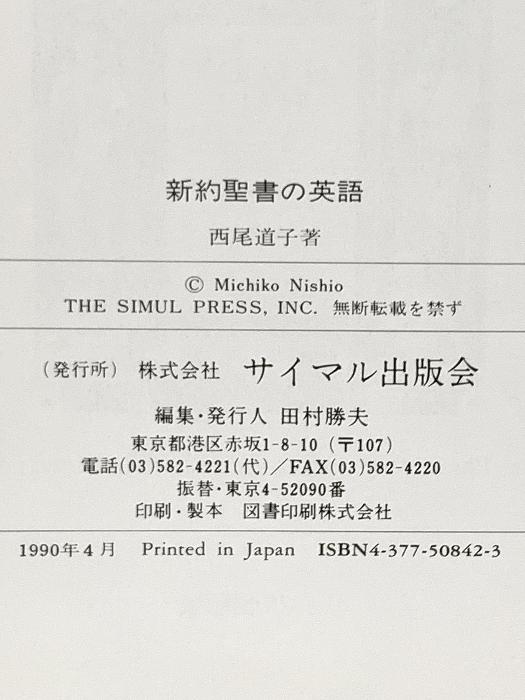 新約聖書の英語
西尾道子著
© Michiko Nishio
THE SIMUL PRESS, INC. 無断転載を禁ず
（発行所） 株式会社 サイマル出版会
編集・発行人 田村勝夫
東京都港区赤坂1-8-10（〒107）
電話(03)582-4221(代)／FAX(03)582-4220
振替・東京4-52090番
印刷・製本 図書印刷株式会社
1990年4月 Printed in Japan ISBN4-377-50842-3